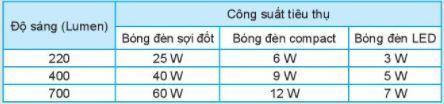 Độ sáng (Lumen) Công suất tiêu thụ
Bóng đèn sợi đốt Bóng đèn compact Bóng đèn LED
220 25 W 6 W 3 W
400 40 W 9 W 5 W
700 60 W 12 W 7 W